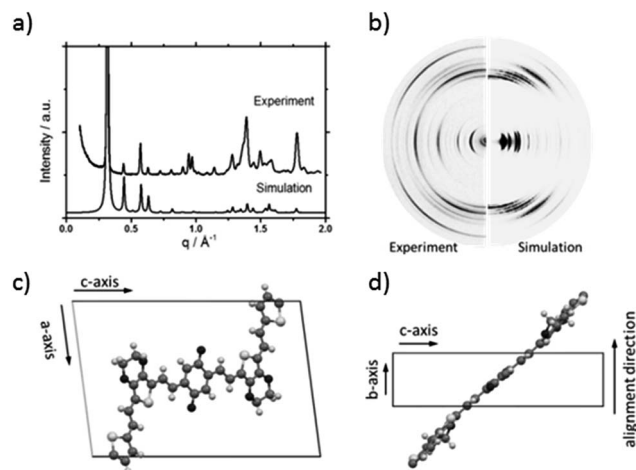 a)
Intensity / a.u.
Experiment
Simulation
0.0 0.5 1.0 1.5 2.0
q / Å⁻¹
b)
Experiment Simulation
c)
c-axis
a-axis
d)
c-axis
b-axis
alignment direction